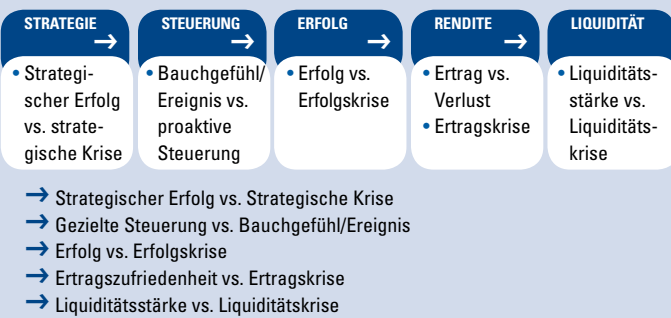 STRATEGIE →
• Strategi-
scher Erfolg
vs. strate-
gische Krise
STEUERUNG →
• Bauchgefühl/
Ereignis vs.
proaktive
Steuerung
ERFOLG →
• Erfolg vs.
Erfolgskrise
RENDITE →
• Ertrag vs.
Verlust
• Ertragskrise
LIQUIDITÄT
• Liquiditäts-
stärke vs.
Liquiditäts-
krise
→ Strategischer Erfolg vs. Strategische Krise
→ Gezielte Steuerung vs. Bauchgefühl/Ereignis
→ Erfolg vs. Erfolgskrise
→ Ertragszufriedenheit vs. Ertragskrise
→ Liquiditätsstärke vs. Liquiditätskrise